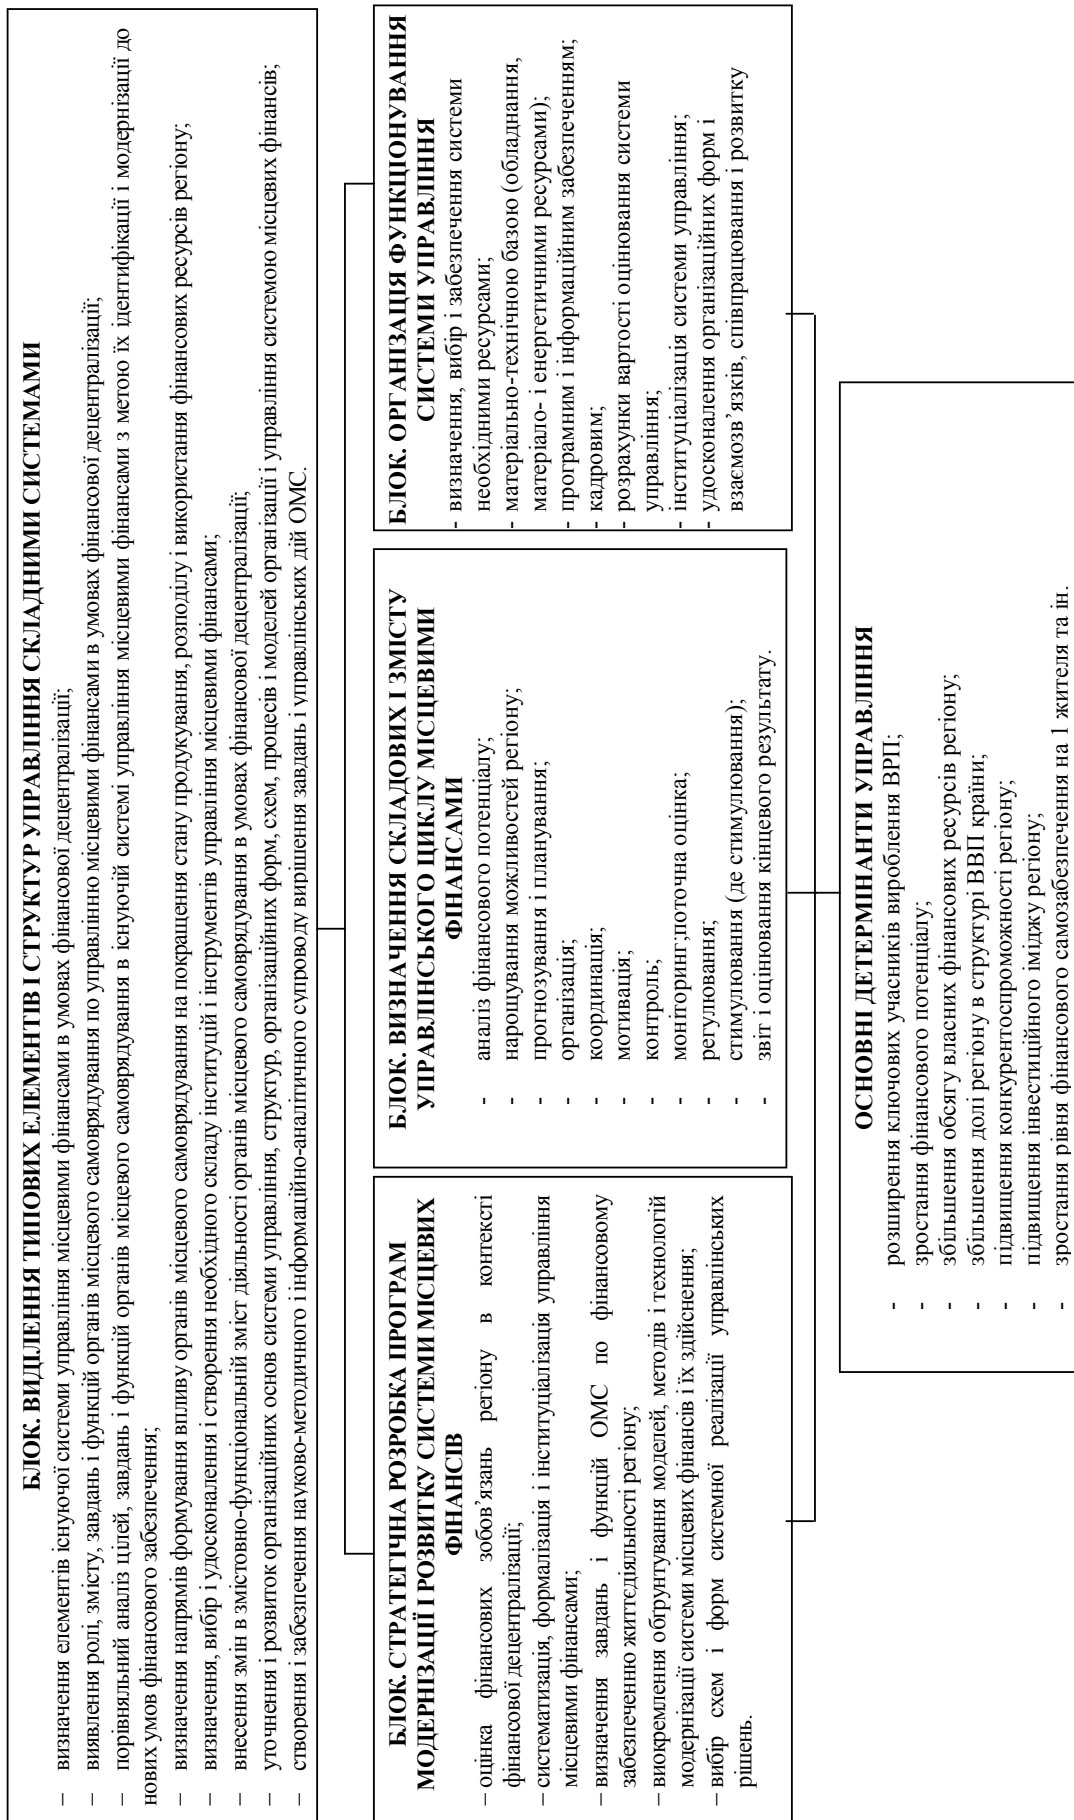 БЛОК. ВИДІЛЕННЯ ТИПОВИХ ЕЛЕМЕНТІВ І СТРУКТУР УПРАВЛІННЯ СКЛАДНИМИ СИСТЕМАМИ
– визначення елементів існуючої системи управління місцевими фінансами в умовах фінансової децентралізації;
– виявлення ролі, змісту, завдань і функцій органів місцевого самоврядування по управлінню місцевими фінансами в умовах фінансової децентралізації;
– порівняльний аналіз цілей, завдань і функцій органів місцевого самоврядування в існуючій системі управління місцевими фінансами з метою їх ідентифікації і модернізації до
нових умов фінансового забезпечення;
– визначення напрямів формування впливу органів місцевого самоврядування на покращення стану продукування, розподілу і використання фінансових ресурсів регіону;
– визначення, вибір і удосконалення і створення необхідного складу інституцій і інструментів управління місцевими фінансами;
– внесення змін в змістовно-функціональний зміст діяльності органів місцевого самоврядування в умовах фінансової децентралізації;
– уточнення і розвиток організаційних основ системи управління, структур, організаційних форм, схем, процесів і моделей організації і управління системою місцевих фінансів;
– створення і забезпечення науково-методичного і інформаційно-аналітичного супроводу вирішення завдань і управлінських дій ОМС.
БЛОК. СТРАТЕГІЧНА РОЗРОБКА ПРОГРАМ
МОДЕРНІЗАЦІЇ І РОЗВИТКУ СИСТЕМИ МІСЦЕВИХ
ФІНАНСІВ
– оцінка фінансових зобов'язань регіону в контексті
фінансової децентралізації;
– систематизація, формалізація і інституціалізація управління
місцевими фінансами;
– визначення завдань і функцій ОМС по фінансовому
забезпеченню життєдіяльності регіону;
– виокремлення обґрунтування моделей, методів і технологій
модернізації системи місцевих фінансів і їх здійснення;
– вибір схем і форм системної реалізації управлінських
рішень.
БЛОК. ВИЗНАЧЕННЯ СКЛАДОВИХ І ЗМІСТУ
УПРАВЛІНСЬКОГО ЦИКЛУ МІСЦЕВИМИ
ФІНАНСАМИ
- аналіз фінансового потенціалу;
- нарощування можливостей регіону;
- прогнозування і планування;
- організація;
- координація;
- мотивація;
- контроль;
- моніторинг;поточна оцінка;
- регулювання;
- стимулювання (де стимулювання);
- звіт і оцінювання кінцевого результату.
БЛОК. ОРГАНІЗАЦІЯ ФУНКЦІОНУВАННЯ
СИСТЕМИ УПРАВЛІННЯ
- визначення, вибір і забезпечення системи
необхідними ресурсами;
- матеріально-технічною базою (обладнання,
матеріало- і енергетичними ресурсами);
- програмним і інформаційним забезпеченням;
- кадровим;
- розрахунки вартості оцінювання системи
управління;
- інституціалізація системи управління;
- удосконалення організаційних форм і
взаємозв'язків, співпрацювання і розвитку
ОСНОВНІ ДЕТЕРМІНАНТИ УПРАВЛІННЯ
- розширення ключових учасників вироблення ВРП;
- зростання фінансового потенціалу;
- збільшення обсягу власних фінансових ресурсів регіону;
- збільшення долі регіону в структурі ВВП країни;
- підвищення конкурентоспроможності регіону;
- підвищення інвестиційного іміджу регіону;
- зростання рівня фінансового самозабезпечення на 1 жителя та ін.